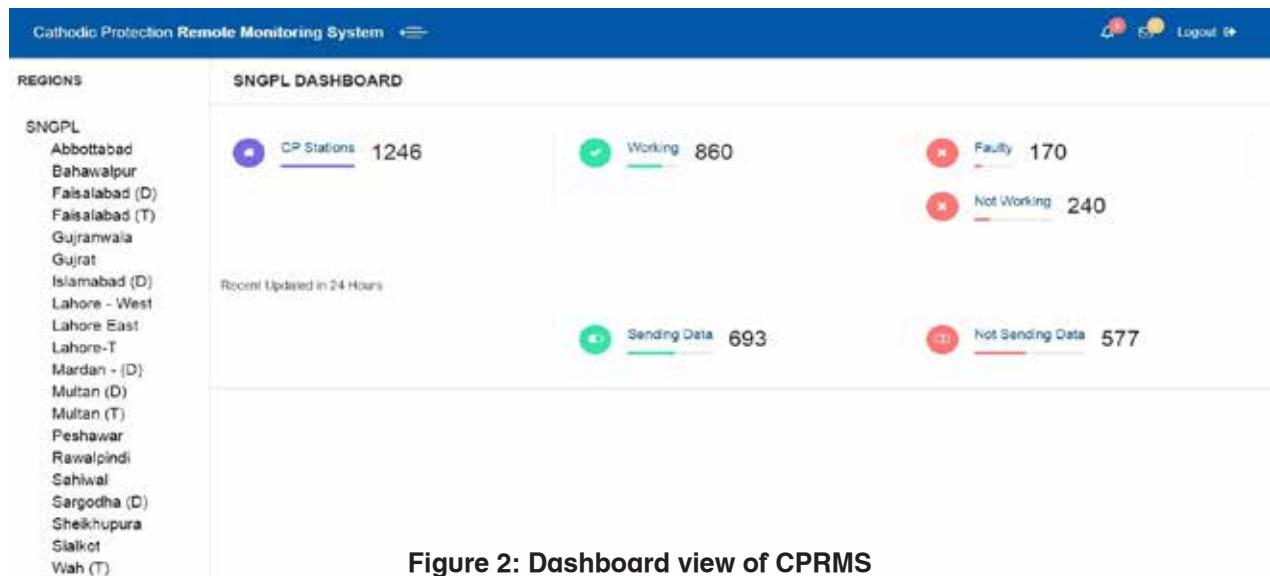 Cathodic Protection Remote Monitoring System
Logout
REGIONS
SNGPL DASHBOARD
SNGPL
Abbottabad
Bahawalpur
Faisalabad (D)
Faisalabad (T)
Gujranwala
Gujrat
Islamabad (D)
Lahore - West
Lahore East
Lahore-T
Mardan - (D)
Multan (D)
Multan (T)
Peshawar
Rawalpindi
Sahiwal
Sargodha (D)
Sheikhupura
Sialkot
Wah (T)
CP Stations 1246
Working 860
Faulty 170
Not Working 240
Recent Updated in 24 Hours
Sending Data 693
Not Sending Data 577
Figure 2: Dashboard view of CPRMS